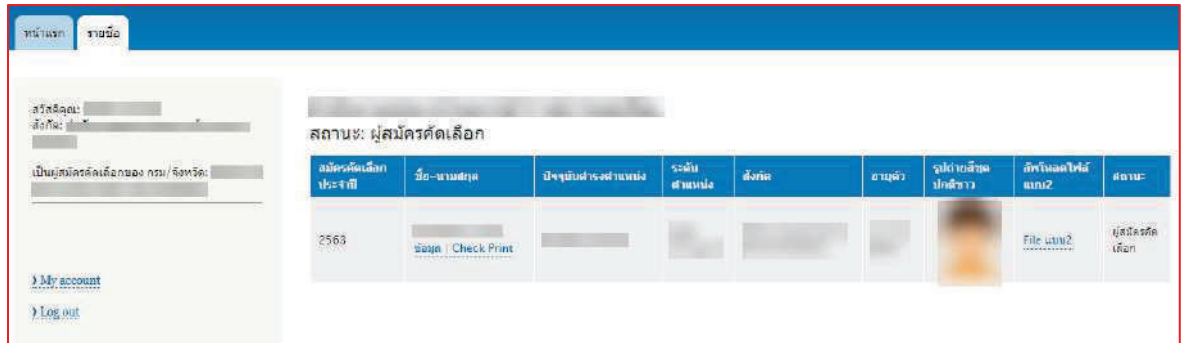 หน้าแรก
รายชื่อ
สวัสดีคุณ:
สังกัด:
เป็นผู้สมัครคัดเลือกของ กรม/จังหวัด:
› My account
› Log out
สถานะ: ผู้สมัครคัดเลือก
สมัครคัดเลือก
ประจำปี
ชื่อ-นามสกุล
ปัจจุบันดำรงตำแหน่ง
ระดับ
ตำแหน่ง
สังกัด
อายุตัว
รูปถ่ายสีชุด
ปกติขาว
อัพโหลดไฟล์
แบบ2
สถานะ
2563
ข้อมูล | Check Print
File แบบ2
ผู้สมัครคัด
เลือก